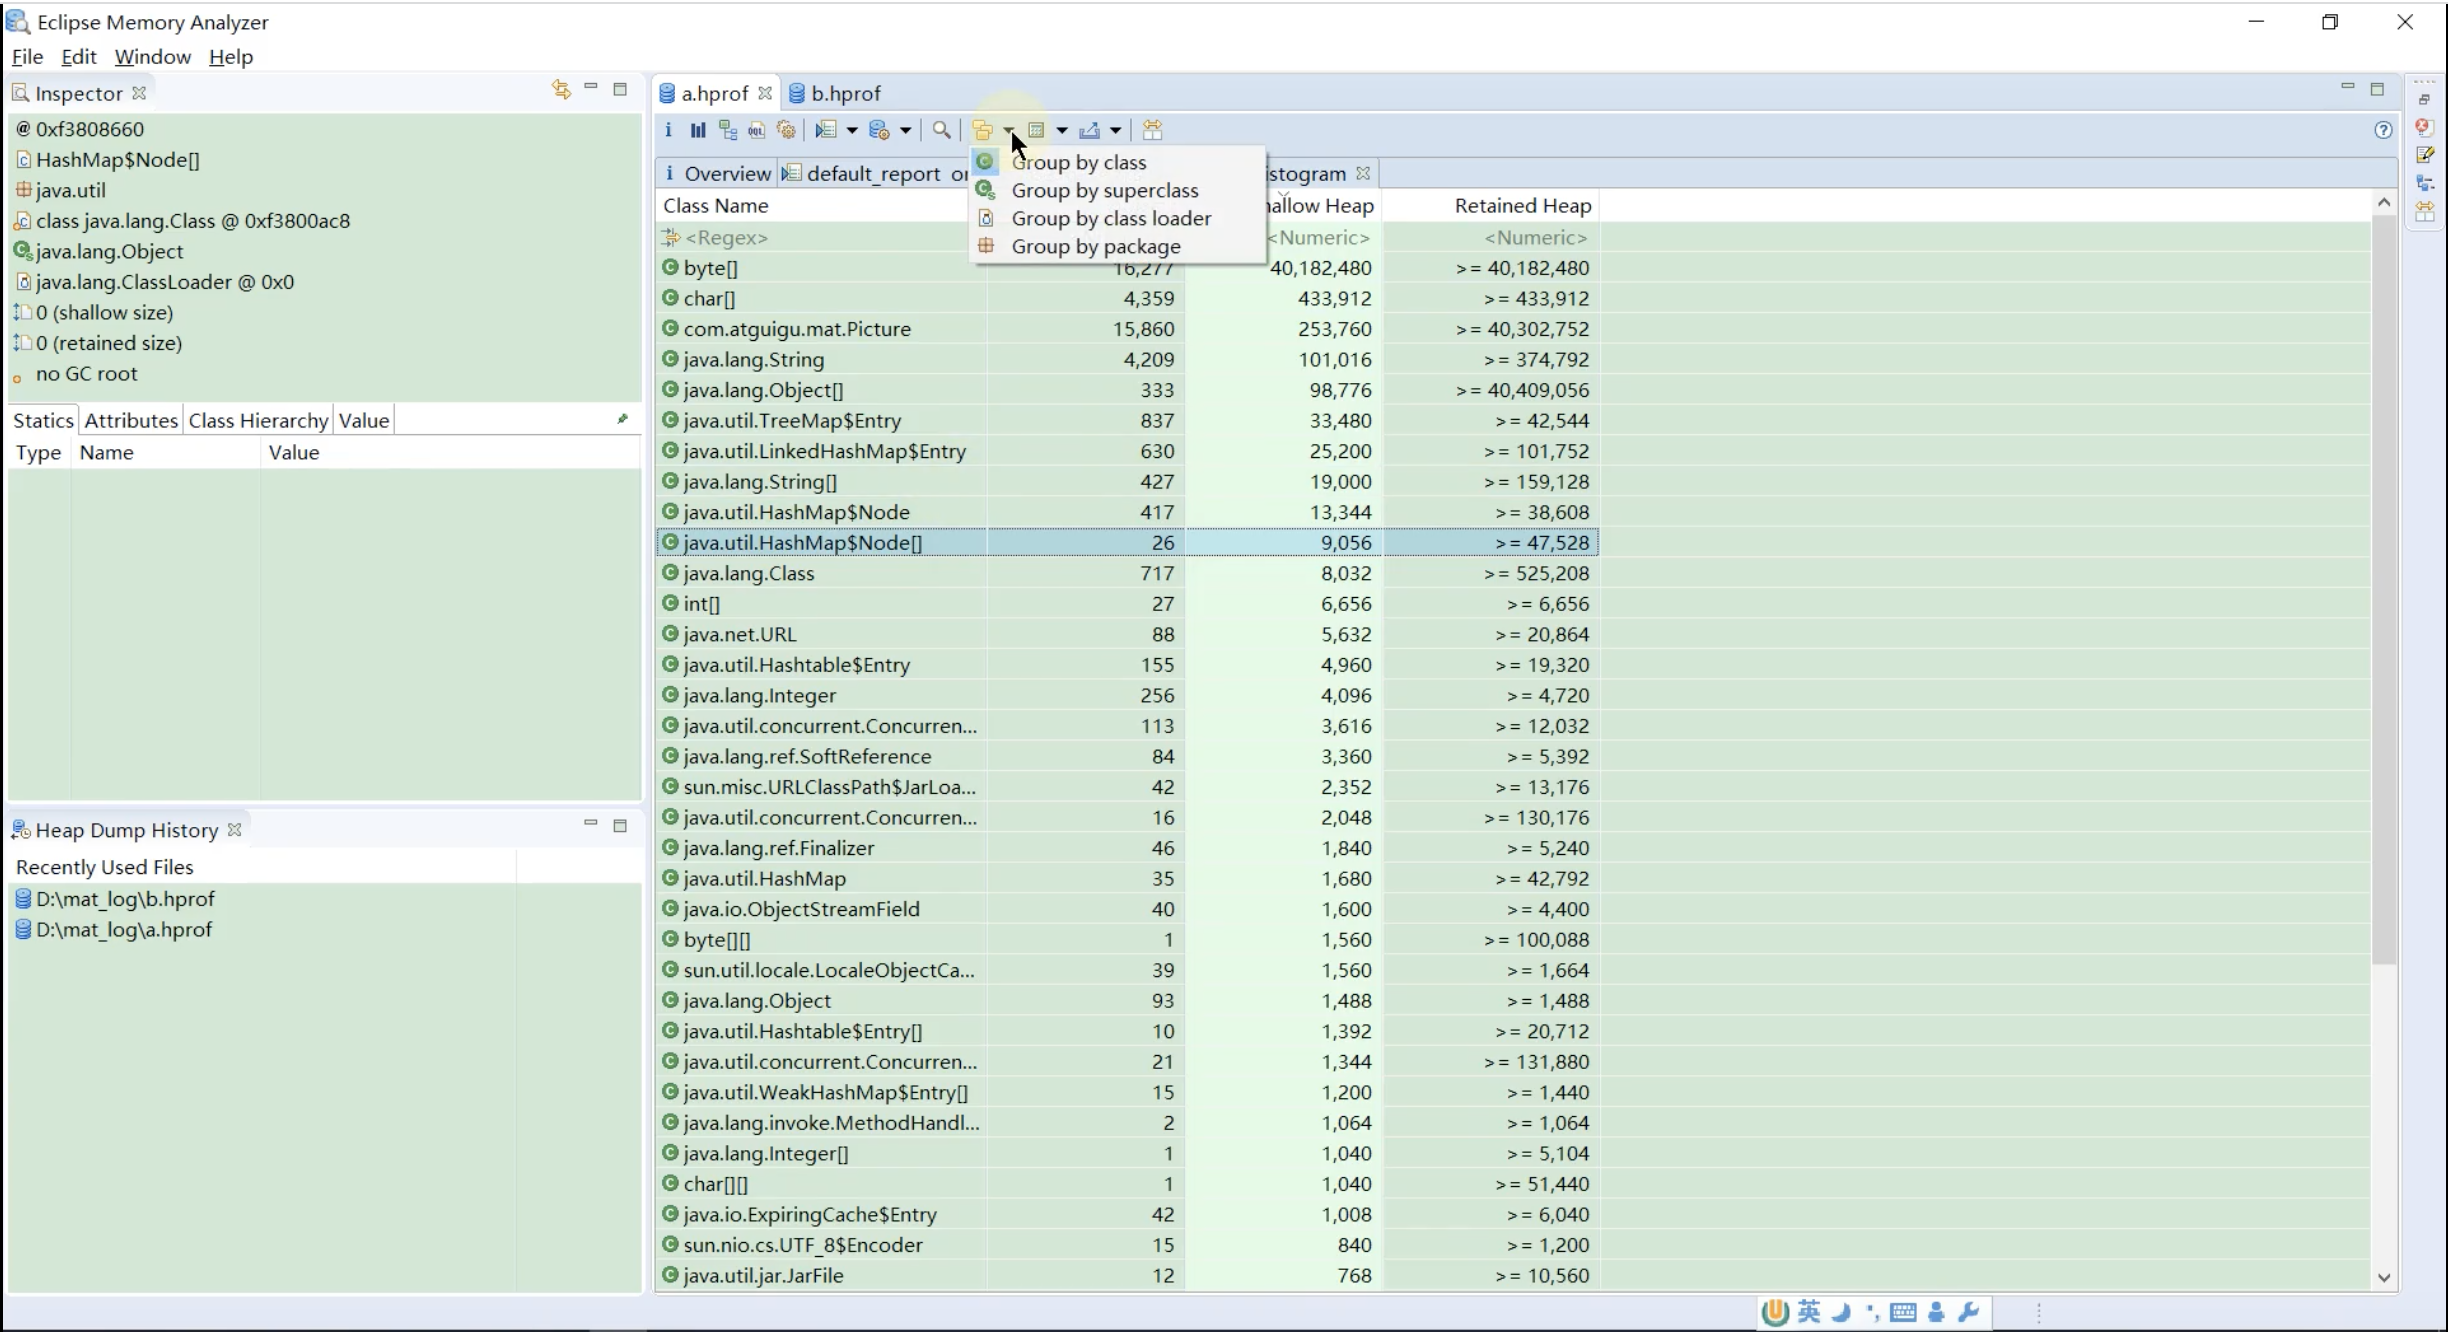 Eclipse Memory Analyzer
File Edit Window Help
Inspector
@ 0xf3808660
HashMap$Node[]
java.util
class java.lang.Class @ 0xf3800ac8
java.lang.Object
java.lang.ClassLoader @ 0x0
0 (shallow size)
0 (retained size)
no GC root
Statics Attributes Class Hierarchy Value
Type Name Value
Heap Dump History
Recently Used Files
D:\mat_log\b.hprof
D:\mat_log\a.hprof
a.hprof b.hprof
Overview default_report istogram
Group by class
Group by superclass
Group by class loader
Group by package
Class Name allow Heap Retained Heap
<Regex> <Numeric> <Numeric>
byte[] 16,277 40,182,480 >= 40,182,480
char[] 4,359 433,912 >= 433,912
com.atguigu.mat.Picture 15,860 253,760 >= 40,302,752
java.lang.String 4,209 101,016 >= 374,792
java.lang.Object[] 333 98,776 >= 40,409,056
java.util.TreeMap$Entry 837 33,480 >= 42,544
java.util.LinkedHashMap$Entry 630 25,200 >= 101,752
java.lang.String[] 427 19,000 >= 159,128
java.util.HashMap$Node 417 13,344 >= 38,608
java.util.HashMap$Node[] 26 9,056 >= 47,528
java.lang.Class 717 8,032 >= 525,208
int[] 27 6,656 >= 6,656
java.net.URL 88 5,632 >= 20,864
java.util.Hashtable$Entry 155 4,960 >= 19,320
java.lang.Integer 256 4,096 >= 4,720
java.util.concurrent.Concurren... 113 3,616 >= 12,032
java.lang.ref.SoftReference 84 3,360 >= 5,392
sun.misc.URLClassPath$JarLoa... 42 2,352 >= 13,176
java.util.concurrent.Concurren... 16 2,048 >= 130,176
java.lang.ref.Finalizer 46 1,840 >= 5,240
java.util.HashMap 35 1,680 >= 42,792
java.io.ObjectStreamField 40 1,600 >= 4,400
byte[][] 1 1,560 >= 100,088
sun.util.locale.LocaleObjectCa... 39 1,560 >= 1,664
java.lang.Object 93 1,488 >= 1,488
java.util.Hashtable$Entry[] 10 1,392 >= 20,712
java.util.concurrent.Concurren... 21 1,344 >= 131,880
java.util.WeakHashMap$Entry[] 15 1,200 >= 1,440
java.lang.invoke.MethodHandl... 2 1,064 >= 1,064
java.lang.Integer[] 1 1,040 >= 5,104
char[][] 1 1,040 >= 51,440
java.io.ExpiringCache$Entry 42 1,008 >= 6,040
sun.nio.cs.UTF_8$Encoder 15 840 >= 1,200
java.util.jar.JarFile 12 768 >= 10,560
英